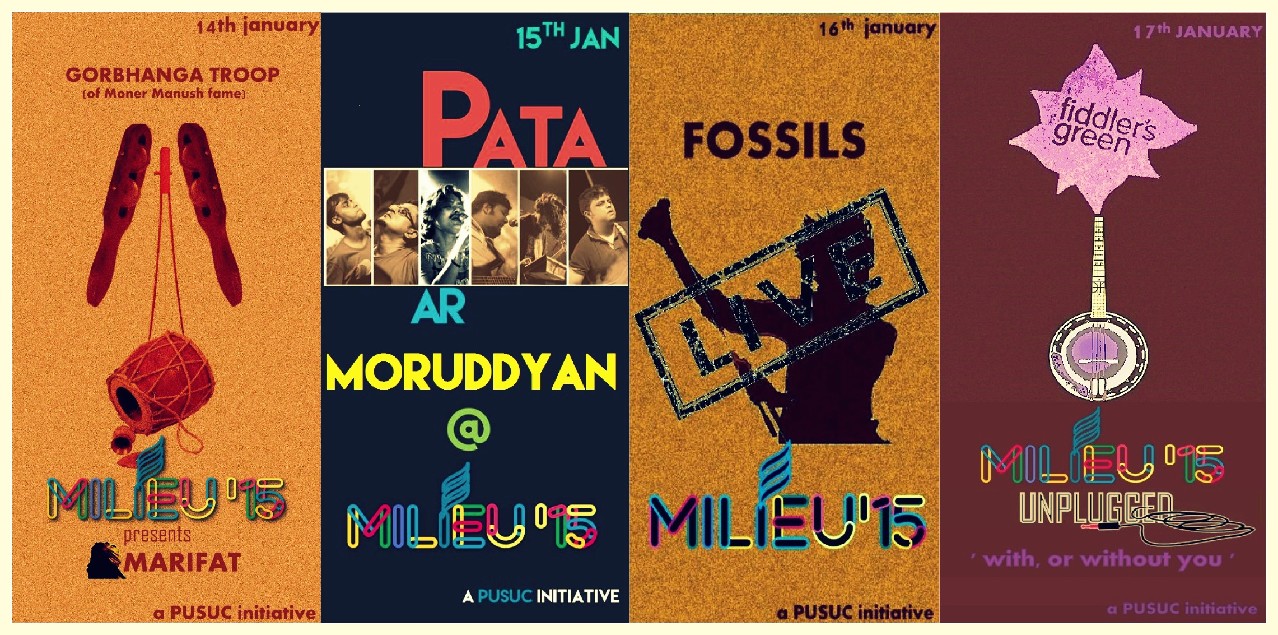 14th january
GORBHANGA TROOP
(of Moner Manush fame)
MILIEU '15
presents
MARIFAT
a PUSUC initiative
15TH JAN
PATA
AR
MORUDDYAN
@
MILIEU '15
A PUSUC INITIATIVE
16th january
FOSSILS
LIVE
MILIEU'15
a PUSUC initiative
17th JANUARY
fiddler's
green
MILIEU '15
UNPLUGGED
' with, or without you '
a PUSUC initiative